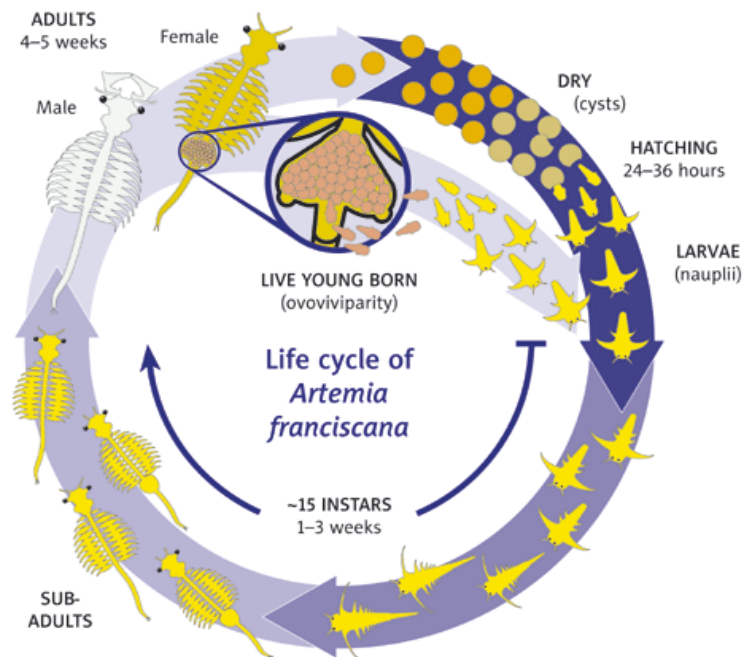 ADULTS
4–5 weeks
Female
Male
DRY
(cysts)
HATCHING
24–36 hours
LARVAE
(nauplii)
LIVE YOUNG BORN
(ovoviviparity)
Life cycle of
Artemia
franciscana
~15 INSTARS
1–3 weeks
SUB-
ADULTS